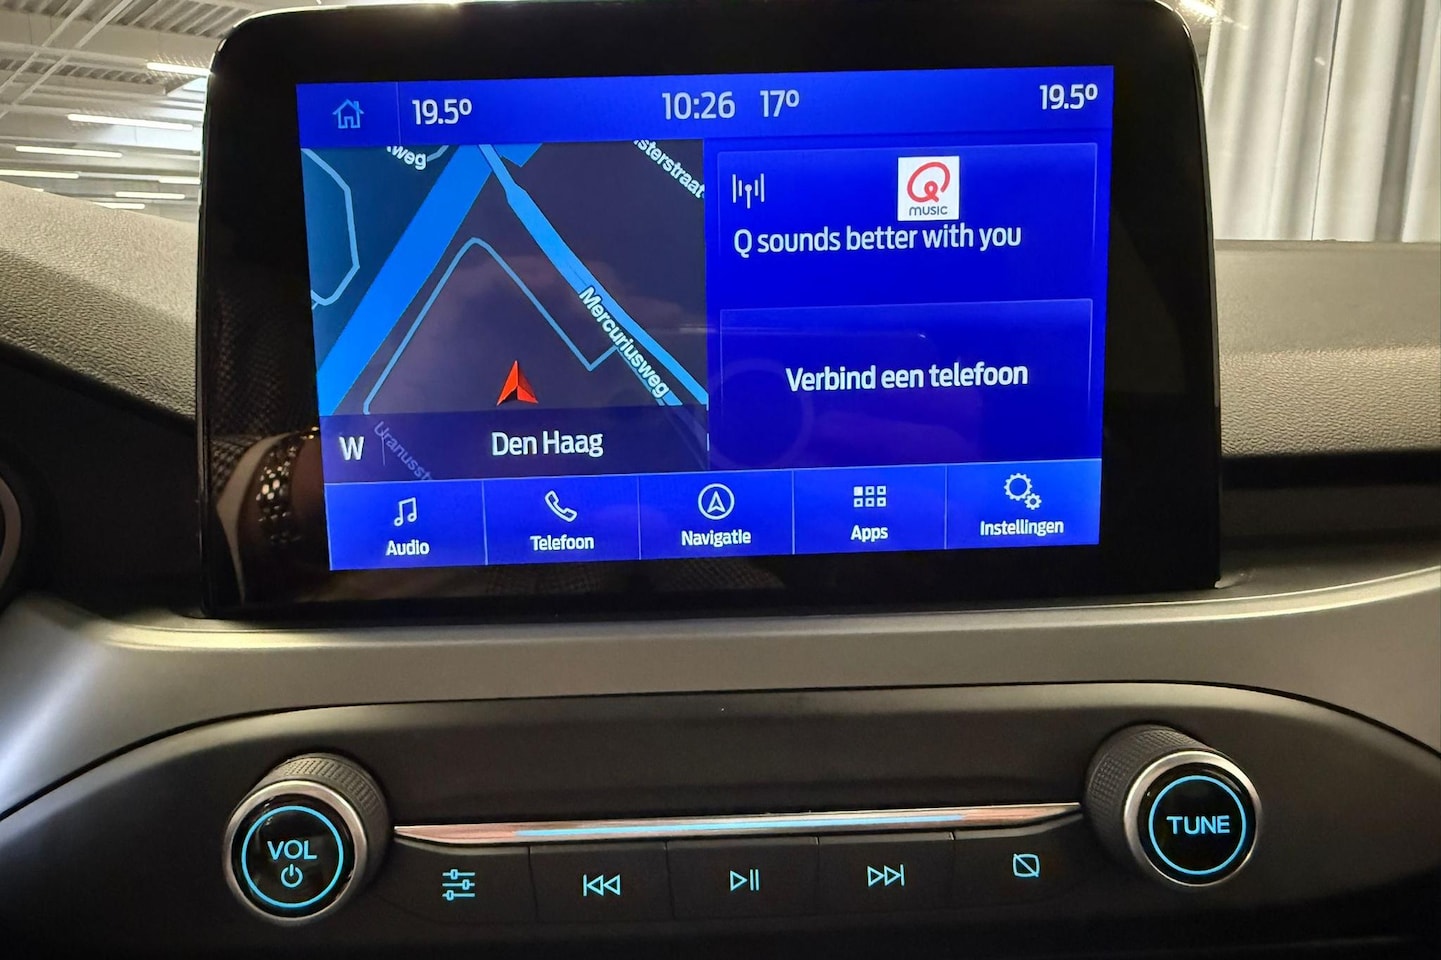 19.5°
10:26 17°
19.5°
weg
sterstraat
Mercuriusweg
W
Den Haag
MUSIC
Q sounds better with you
Verbind een telefoon
Audio
Telefoon
Navigatie
Apps
Instellingen
VOL
TUNE